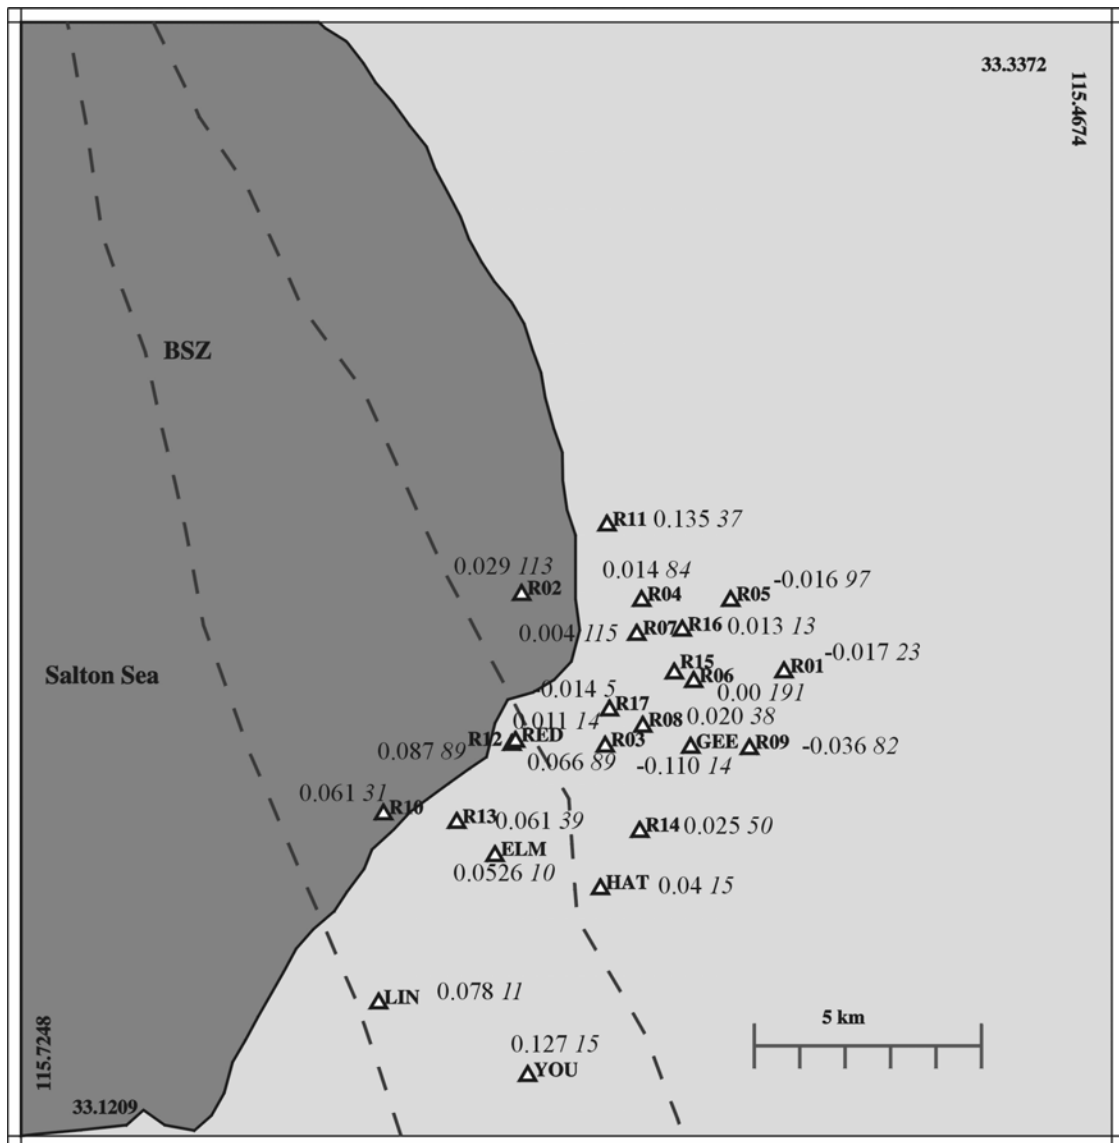 33.3372
115.4674
BSZ
R11 0.135 37
0.029 113
0.014 84
-0.016 97
R02
R04
R05
0.004 115
R07
R16 0.013 13
-0.017 23
Salton Sea
R15
R06
R01
0.00 191
-0.014 5
R17
0.011 14
R08
0.020 38
R12
RED
R03
GEE
R09
-0.036 82
0.087 89
0.066 89
-0.110 14
0.061 31
R10
R13
0.061 39
R14 0.025 50
ELM
0.0526 10
HAT 0.04 15
LIN 0.078 11
5 km
0.127 15
YOU
115.7248
33.1209